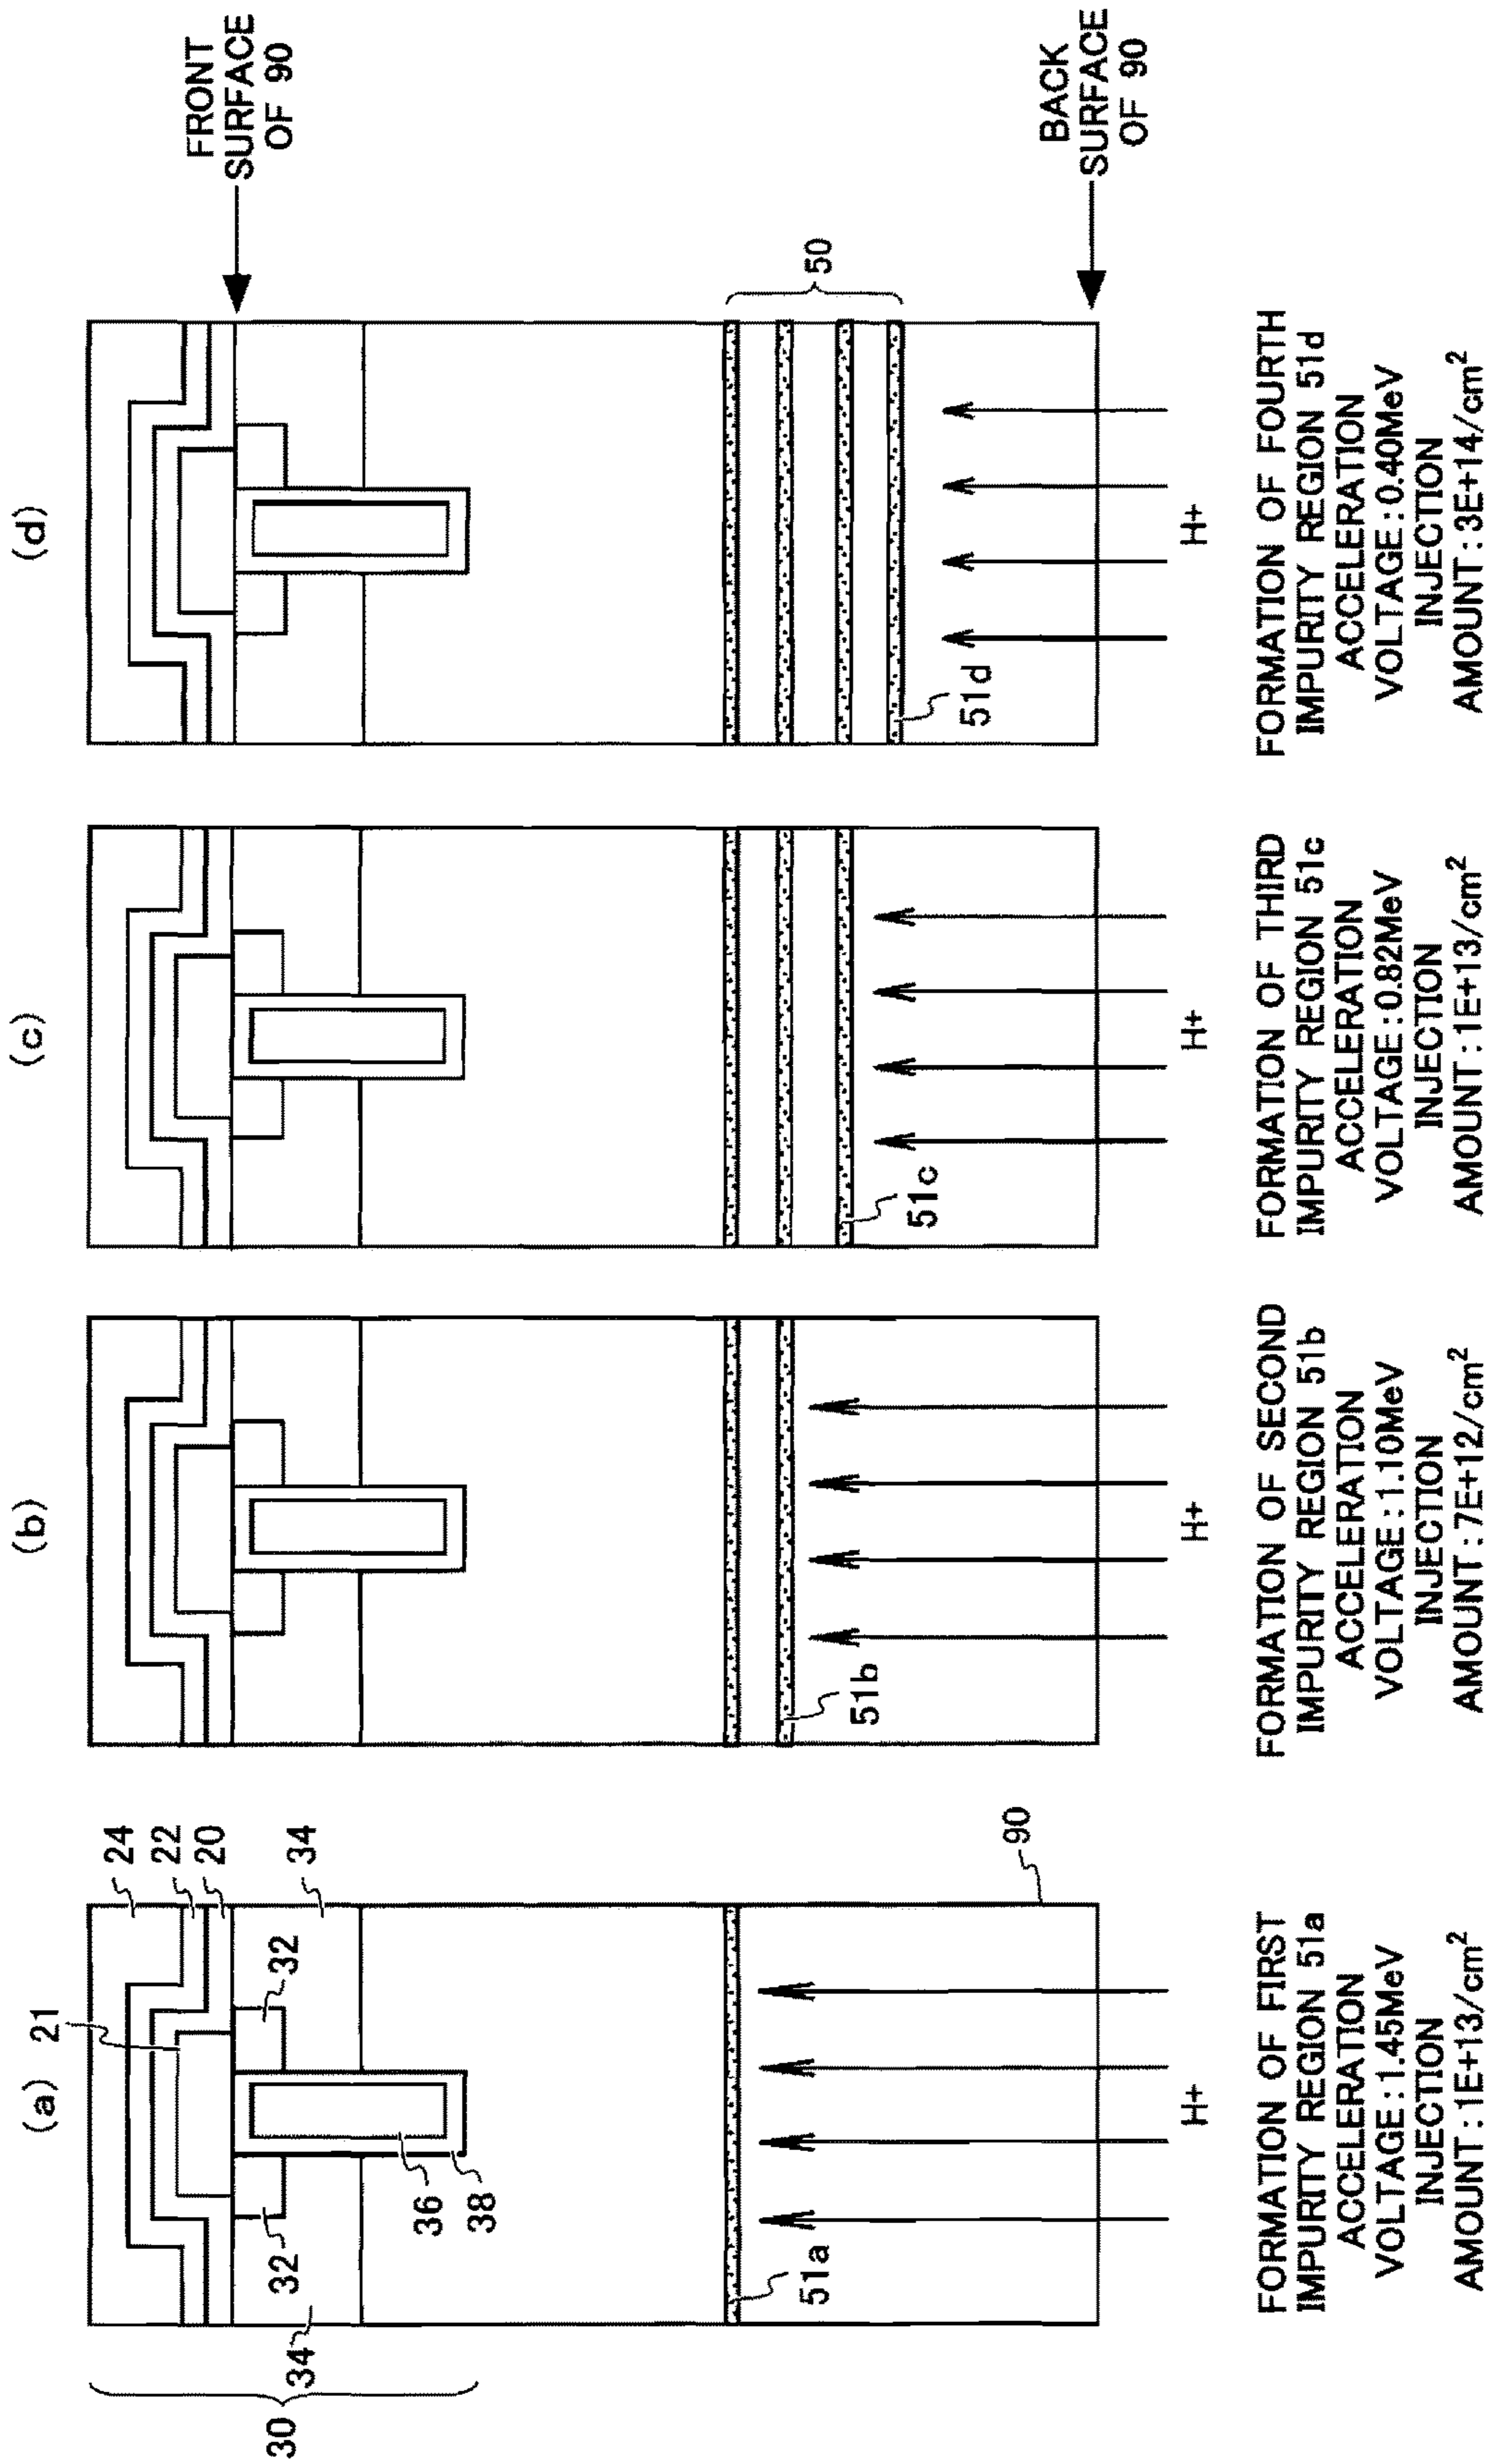 (a)
21
24
22
20
34
32
32
34
30
36
38
51a
90
H+
FORMATION OF FIRST
IMPURITY REGION 51a
ACCELERATION
VOLTAGE:1.45MeV
INJECTION
AMOUNT:1E+13/cm²
(b)
51b
H+
FORMATION OF SECOND
IMPURITY REGION 51b
ACCELERATION
VOLTAGE:1.10MeV
INJECTION
AMOUNT:7E+12/cm²
(c)
51c
H+
FORMATION OF THIRD
IMPURITY REGION 51c
ACCELERATION
VOLTAGE:0.82MeV
INJECTION
AMOUNT:1E+13/cm²
(d)
FRONT
SURFACE
OF 90
50
51d
BACK
SURFACE
OF 90
H+
FORMATION OF FOURTH
IMPURITY REGION 51d
ACCELERATION
VOLTAGE:0.40MeV
INJECTION
AMOUNT:3E+14/cm²